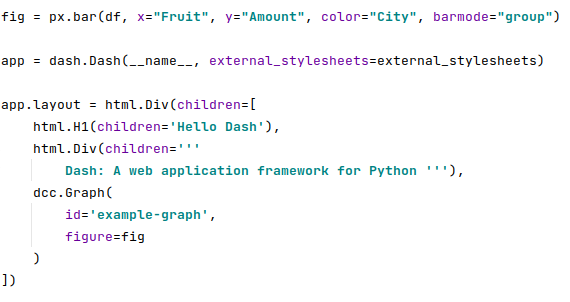 fig = px.bar(df, x="Fruit", y="Amount", color="City", barmode="group")
app = dash.Dash(__name__, external_stylesheets=external_stylesheets)
app.layout = html.Div(children=[
    html.H1(children='Hello Dash'),
    html.Div(children='''
        Dash: A web application framework for Python '''),
    dcc.Graph(
        id='example-graph',
        figure=fig
    )
])